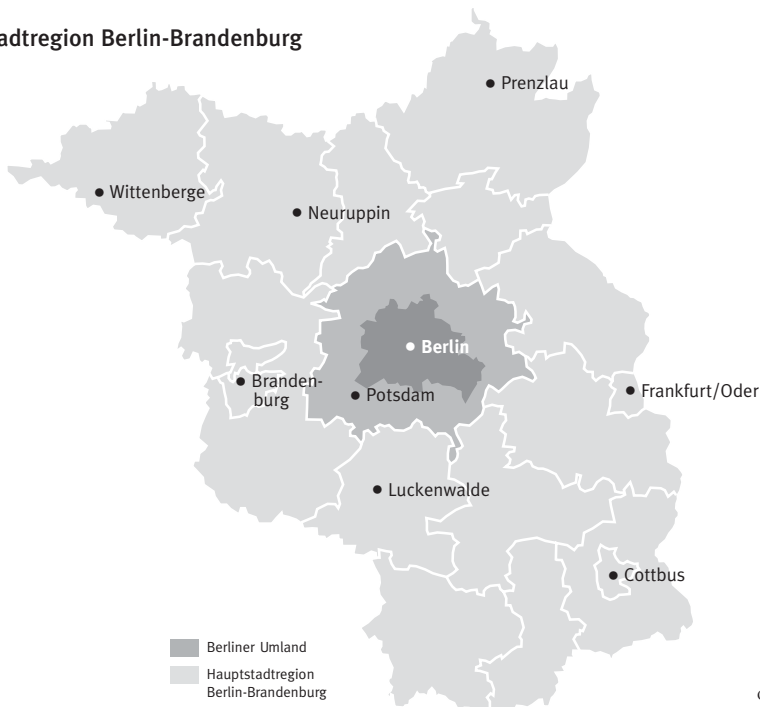 adtregion Berlin-Brandenburg
Prenzlau
Wittenberge
Neuruppin
Berlin
Branden-
burg
Potsdam
Frankfurt/Oder
Luckenwalde
Cottbus
Berliner Umland
Hauptstadtregion
Berlin-Brandenburg